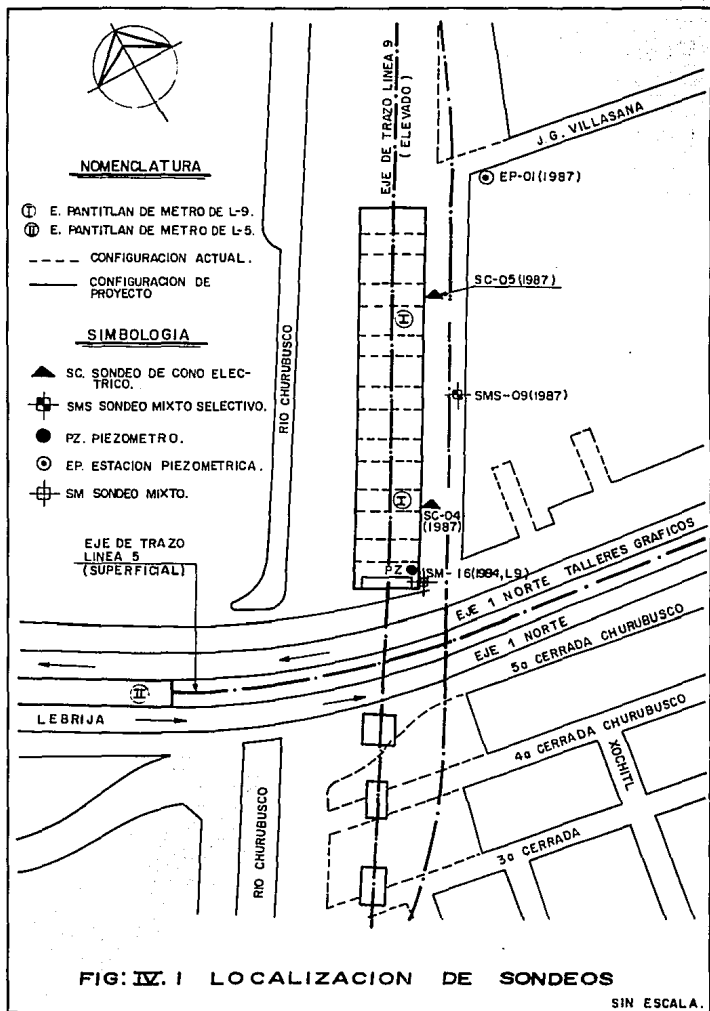 NOMENCLATURA
I E. PANTITLAN DE METRO DE L-9.
II E. PANTITLAN DE METRO DE L-5.
CONFIGURACION ACTUAL.
CONFIGURACION DE
PROYECTO
SIMBOLOGIA
SC. SONDEO DE CONO ELEC-
TRICO.
SMS SONDEO MIXTO SELECTIVO.
PZ. PIEZOMETRO.
EP. ESTACION PIEZOMETRICA.
SM SONDEO MIXTO.
EJE DE TRAZO
LINEA 5
(SUPERFICIAL)
RIO CHURUBUSCO
EJE DE TRAZO LINEA 9
(ELEVADO)
J.G. VILLASANA
EP-01(1987)
SC-05(1987)
I
SMS-09(1987)
I
SC-04
(1987)
PZ
SM-16(1984,L9)
EJE 1 NORTE TALLERES GRAFICOS
EJE 1 NORTE
5a CERRADA CHURUBUSCO
II
LEBRIJA
4a CERRADA CHURUBUSCO
XOCHITL
3a CERRADA
RIO CHURUBUSCO
FIG: IV. I LOCALIZACION DE SONDEOS
SIN ESCALA.